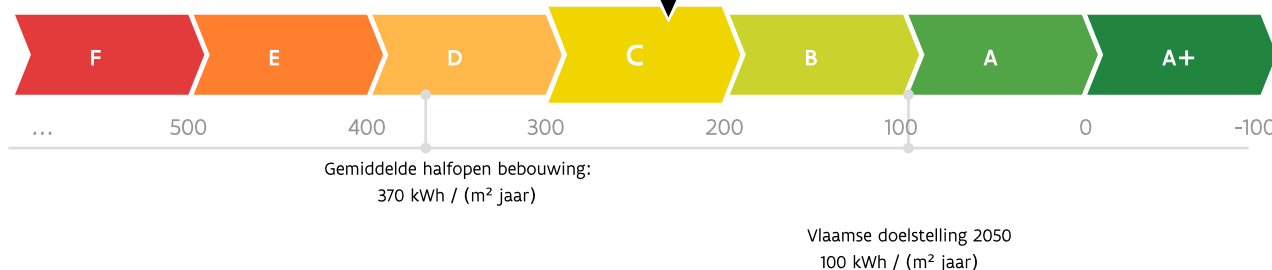 F E D C B A A+
... 500 400 300 200 100 0 -100
Gemiddelde halfopen bebouwing:
370 kWh / (m² jaar)
Vlaamse doelstelling 2050
100 kWh / (m² jaar)